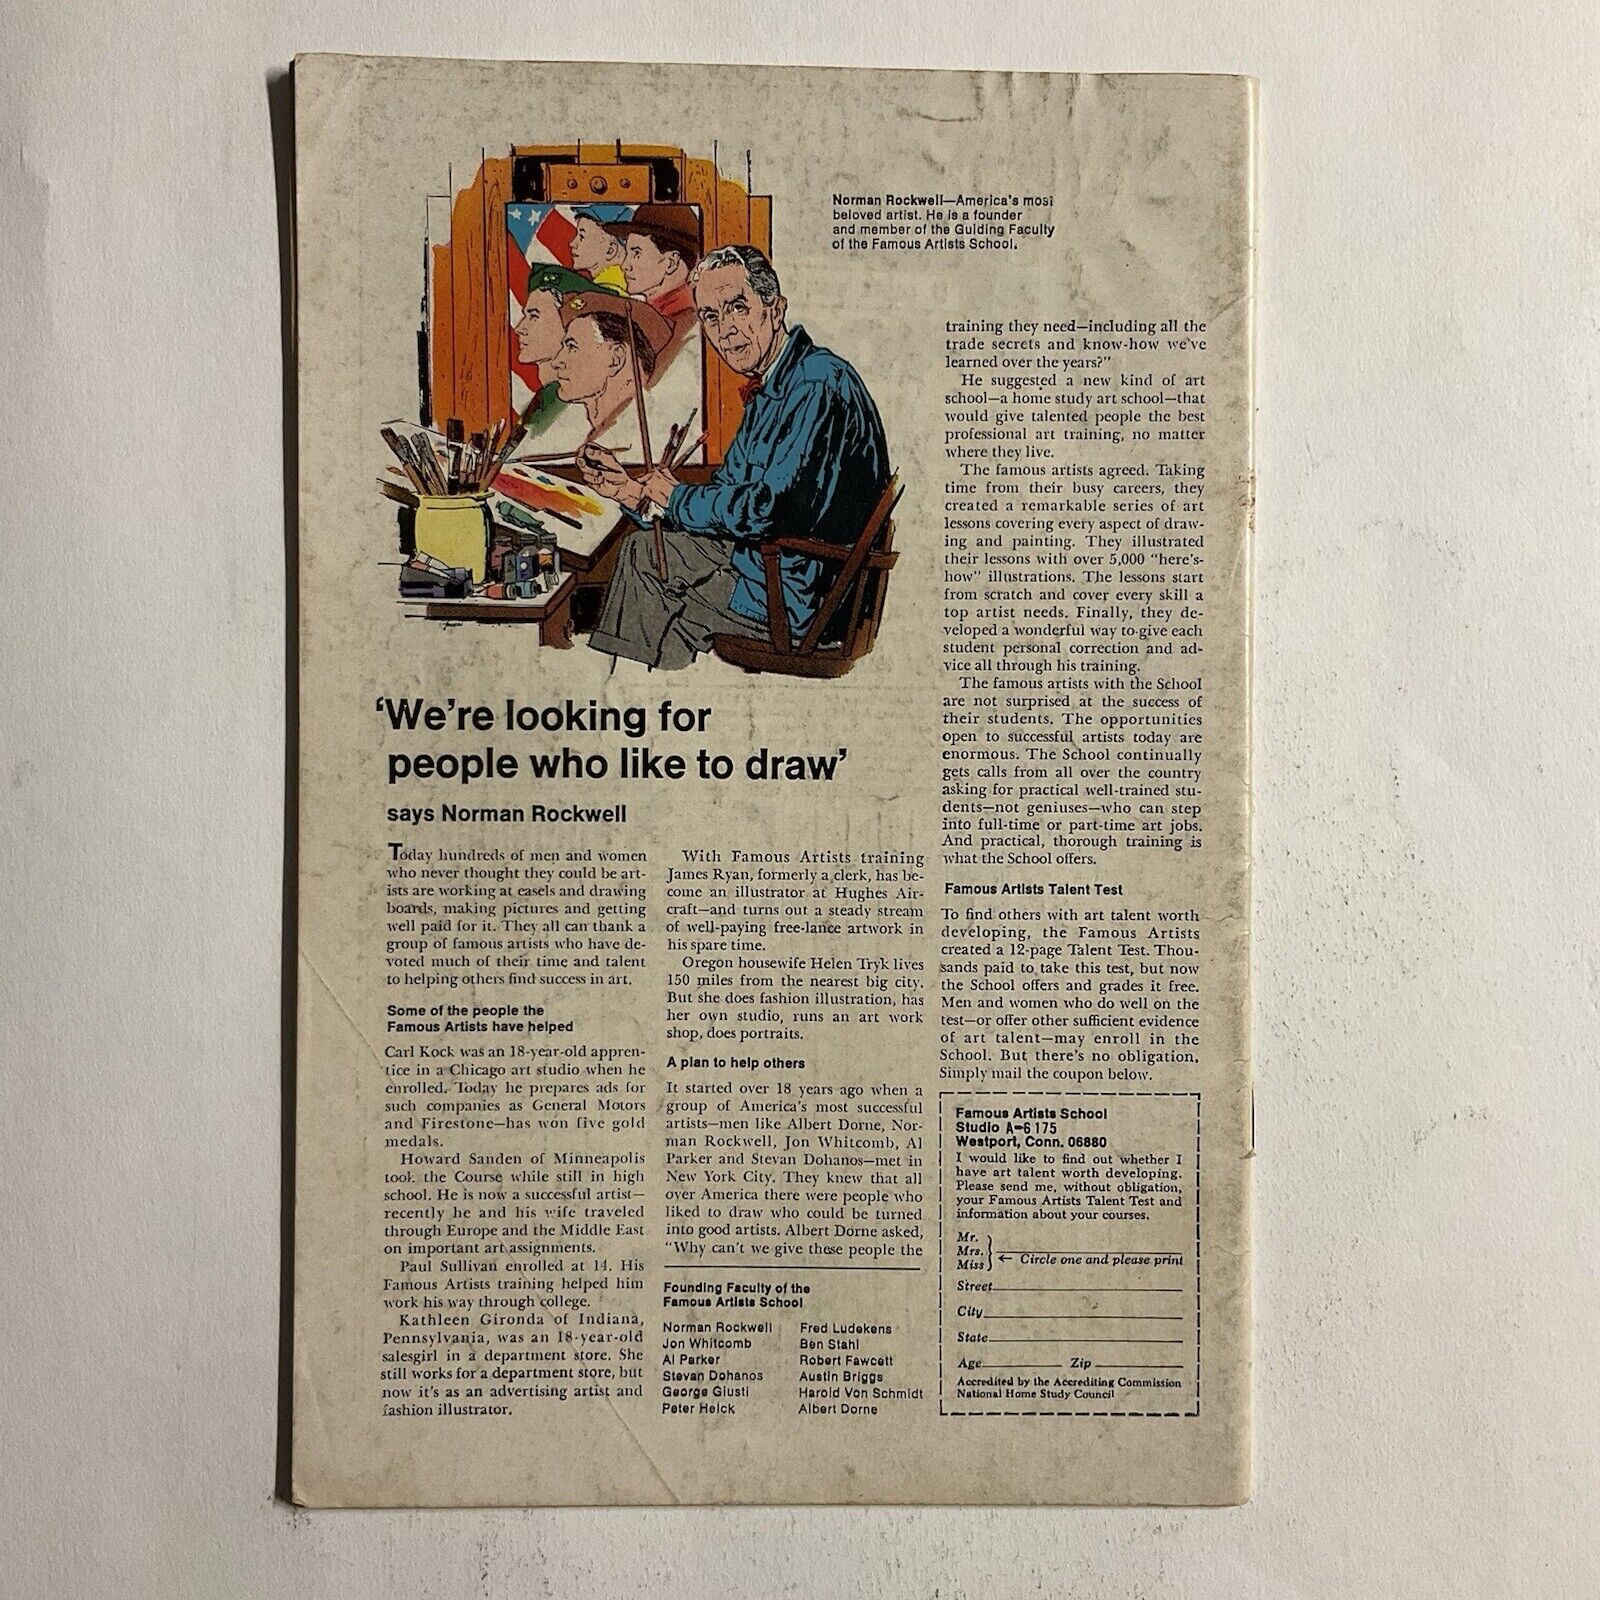 Norman Rockwell—America's most
beloved artist. He is a founder
and member of the Guiding Faculty
of the Famous Artists School.
'We're looking for
people who like to draw'
says Norman Rockwell
Today hundreds of men and women
who never thought they could be art-
ists are working at easels and drawing
boards, making pictures and getting
well paid for it. They all can thank a
group of famous artists who have de-
voted much of their time and talent
to helping others find success in art.
Some of the people the
Famous Artists have helped
Carl Kock was an 18-year-old appren-
tice in a Chicago art studio when he
enrolled. Today he prepares ads for
such companies as General Motors
and Firestone—has won five gold
medals.
Howard Sanden of Minneapolis
took the Course while still in high
school. He is now a successful artist—
recently he and his wife traveled
through Europe and the Middle East
on important art assignments.
Paul Sullivan enrolled at 14. His
Famous Artists training helped him
work his way through college.
Kathleen Gironda of Indiana,
Pennsylvania, was an 18-year-old
salesgirl in a department store. She
still works for a department store, but
now it's as an advertising artist and
fashion illustrator.
With Famous Artists training
James Ryan, formerly a clerk, has be-
come an illustrator at Hughes Air-
craft—and turns out a steady stream
of well-paying free-lance artwork in
his spare time.
Oregon housewife Helen Tryk lives
150 miles from the nearest big city.
But she does fashion illustration, has
her own studio, runs an art work
shop, does portraits.
A plan to help others
It started over 18 years ago when a
group of America's most successful
artists—men like Albert Dorne, Nor-
man Rockwell, Jon Whitcomb, Al
Parker and Stevan Dohanos—met in
New York City. They knew that all
over America there were people who
liked to draw who could be turned
into good artists. Albert Dorne asked,
"Why can't we give these people the
Founding Faculty of the
Famous Artists School
Norman Rockwell
Jon Whitcomb
Al Parker
Stevan Dohanos
George Giusti
Peter Helck
Fred Ludekens
Ben Stahl
Robert Fawcett
Austin Briggs
Harold Von Schmidt
Albert Dorne
training they need—including all the
trade secrets and know-how we've
learned over the years?"
He suggested a new kind of art
school—a home study art school—that
would give talented people the best
professional art training, no matter
where they live.
The famous artists agreed. Taking
time from their busy careers, they
created a remarkable series of art
lessons covering every aspect of draw-
ing and painting. They illustrated
their lessons with over 5,000 "here's-
how" illustrations. The lessons start
from scratch and cover every skill a
top artist needs. Finally, they de-
veloped a wonderful way to give each
student personal correction and ad-
vice all through his training.
The famous artists with the School
are not surprised at the success of
their students. The opportunities
open to successful artists today are
enormous. The School continually
gets calls from all over the country
asking for practical well-trained stu-
dents—not geniuses—who can step
into full-time or part-time art jobs.
And practical, thorough training is
what the School offers.
Famous Artists Talent Test
To find others with art talent worth
developing, the Famous Artists
created a 12-page Talent Test. Thou-
sands paid to take this test, but now
the School offers and grades it free.
Men and women who do well on the
test—or offer other sufficient evidence
of art talent—may enroll in the
School. But there's no obligation.
Simply mail the coupon below.
Famous Artists School
Studio A-6175
Westport, Conn. 06880
I would like to find out whether I
have art talent worth developing.
Please send me, without obligation,
your Famous Artists Talent Test and
information about your courses.
Mr.
Mrs.
Miss ← Circle one and please print
Street
City
State
Age Zip
Accredited by the Accrediting Commission
National Home Study Council